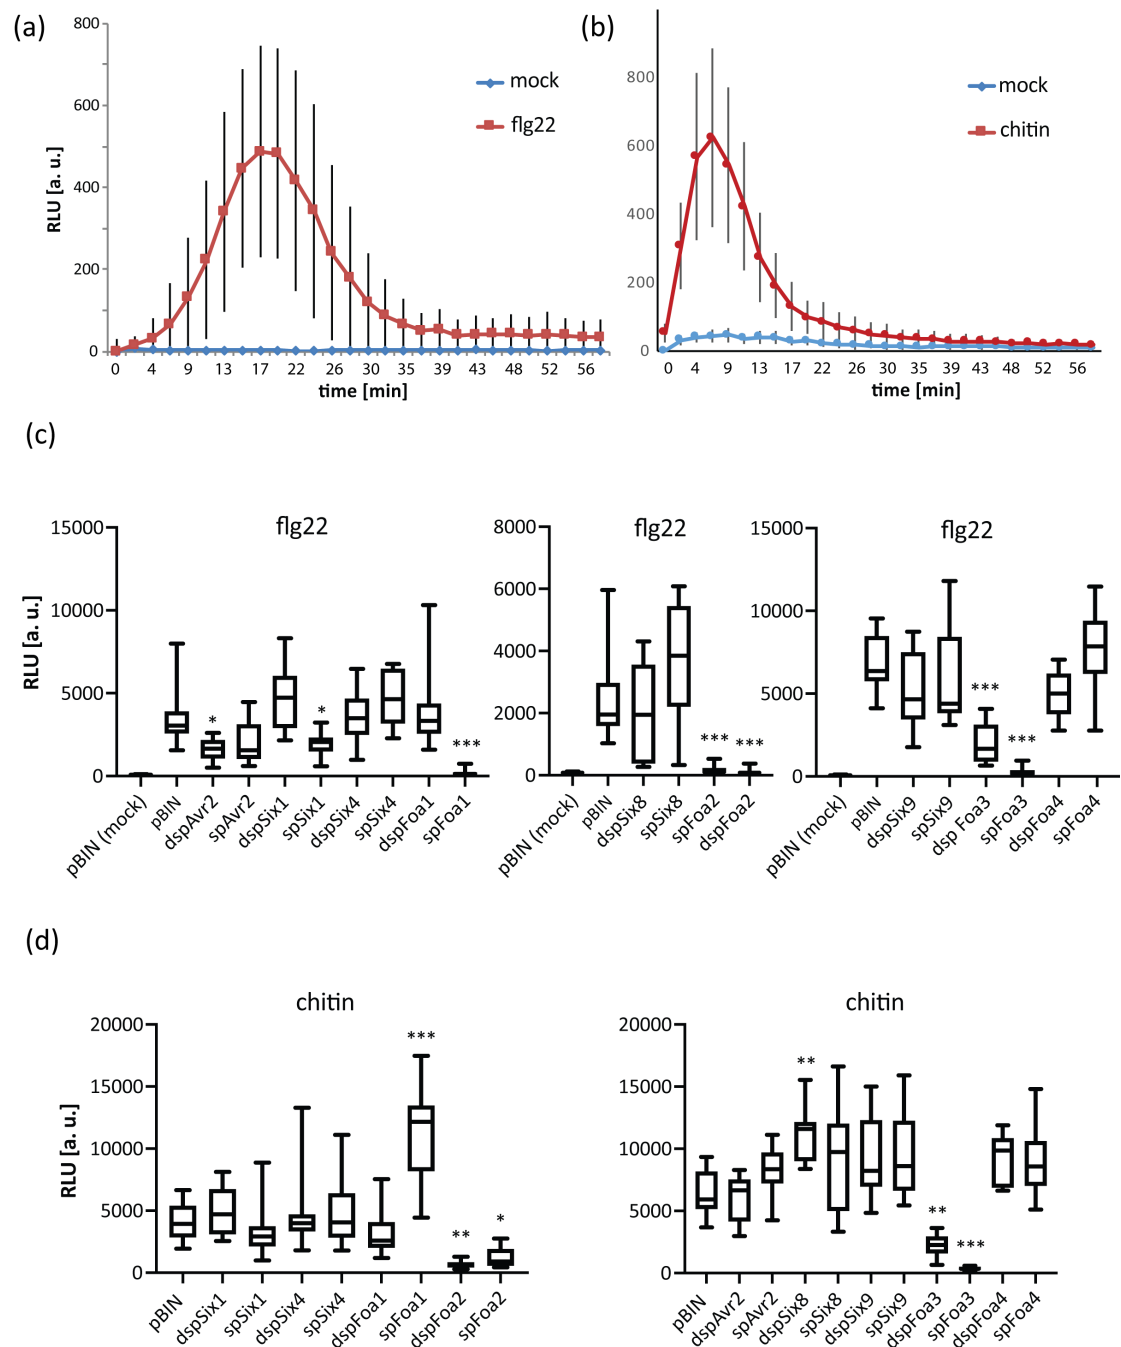 (a)
RLU [a. u.]
800
600
400
200
0
mock
flg22
0 4 9 13 17 22 26 30 35 39 43 48 52 56
time [min]
(b)
800
600
400
200
0
mock
chitin
0 4 9 13 17 22 26 30 35 39 43 48 52 56
time [min]
(c)
flg22
RLU [a. u.]
15000
10000
5000
0
* * ***
pBIN (mock) pBIN dspAvr2 spAvr2 dspSix1 spSix1 dspSix4 spSix4 dspFoa1 spFoa1
flg22
8000
6000
4000
2000
0
*** ***
pBIN (mock) pBIN dspSix8 spSix8 spFoa2 dspFoa2
flg22
15000
10000
5000
0
*** ***
pBIN (mock) pBIN dspSix9 spSix9 dsp Foa3 spFoa3 dspFoa4 spFoa4
(d)
chitin
RLU [a. u.]
20000
15000
10000
5000
0
*** ** *
pBIN dspSix1 spSix1 dspSix4 spSix4 dspFoa1 spFoa1 dspFoa2 spFoa2
chitin
20000
15000
10000
5000
0
** ** ***
pBIN dspAvr2 spAvr2 dspSix8 spSix8 dspSix9 spSix9 dspFoa3 spFoa3 dspFoa4 spFoa4